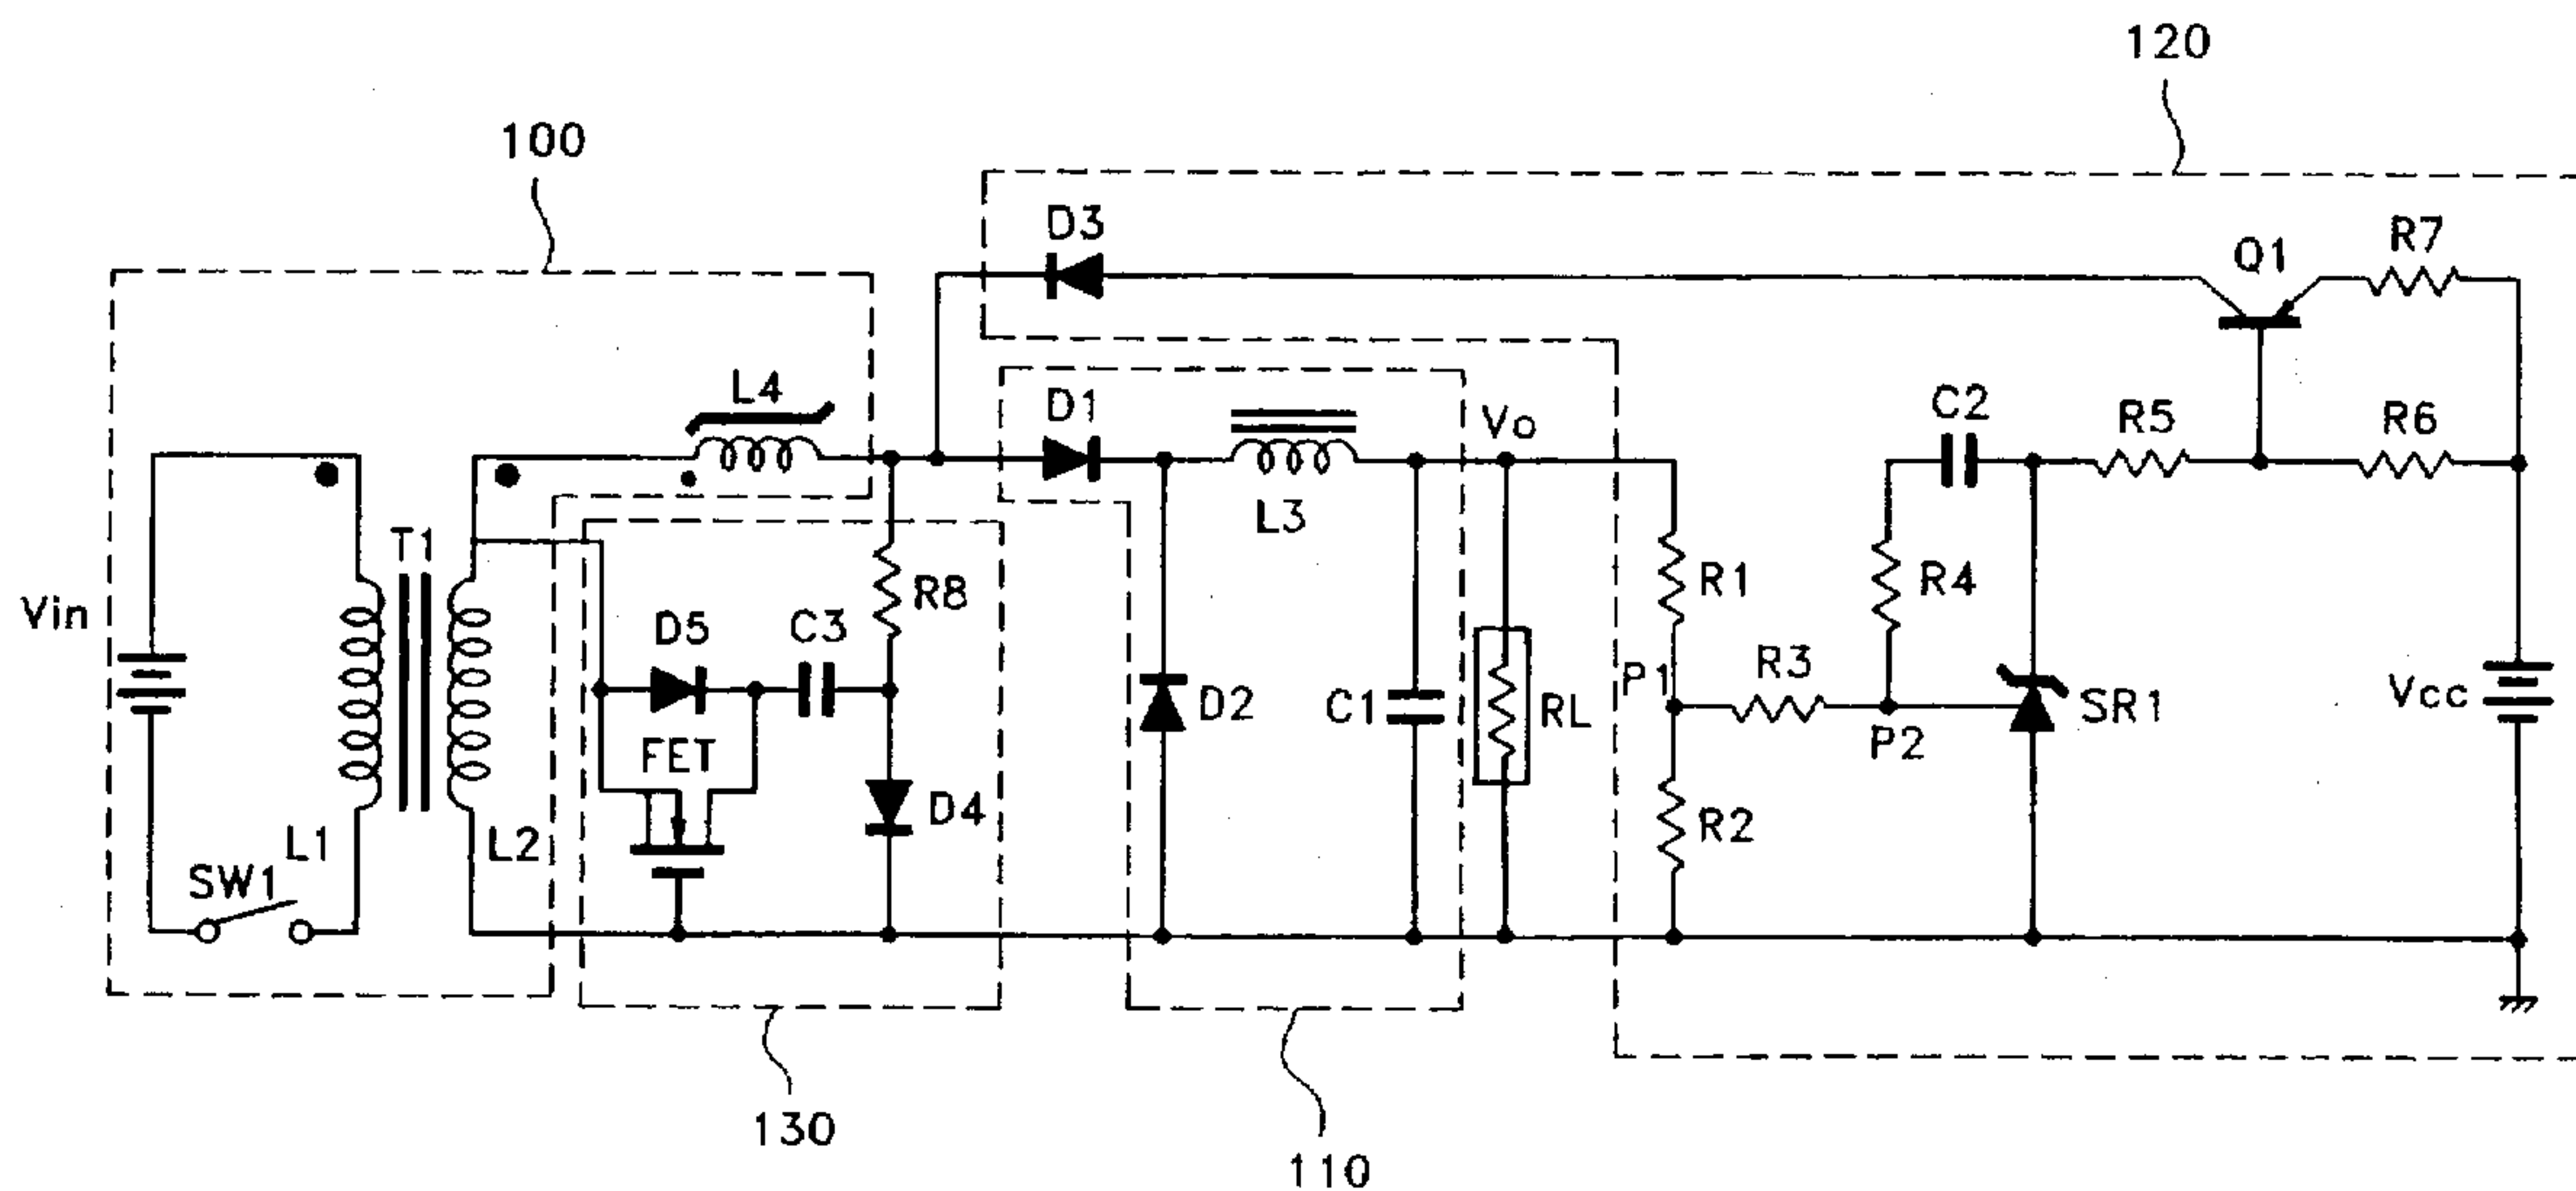 120
100
D3
Q1
R7
L4
D1
Vo
C2
R5
R6
L3
T1
Vin
D5
C3
R8
R1
R4
P1
R3
D2
C1
RL
SR1
Vcc
FET
P2
D4
R2
L1
L2
SW1
130
110